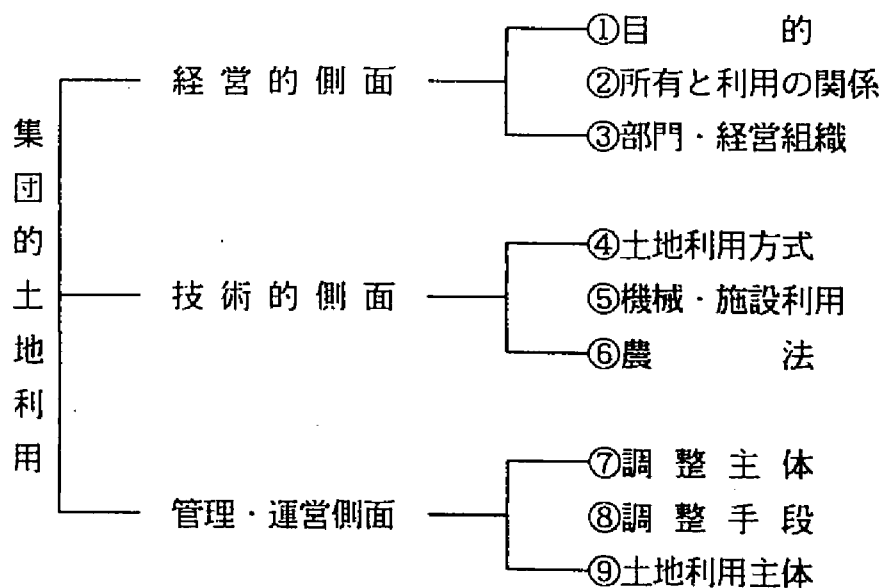 集団的土地利用
経営的側面
①目的
②所有と利用の関係
③部門・経営組織
技術的側面
④土地利用方式
⑤機械・施設利用
⑥農法
管理・運営側面
⑦調整主体
⑧調整手段
⑨土地利用主体